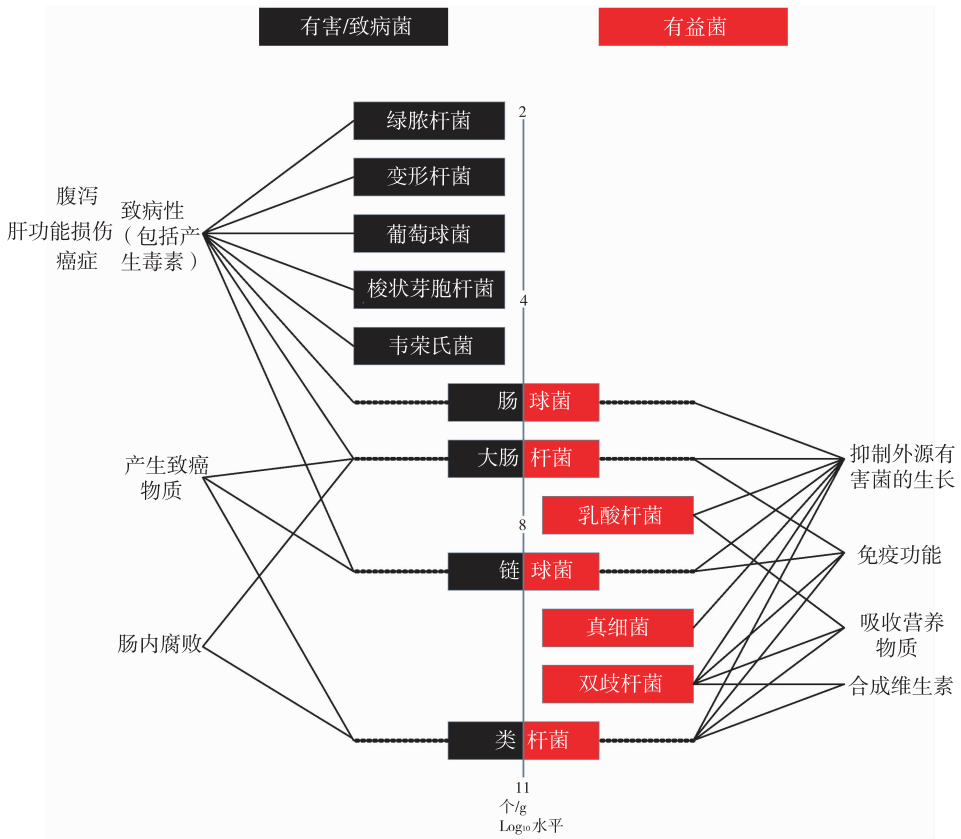 有害/致病菌
有益菌
绿脓杆菌
变形杆菌
葡萄球菌
梭状芽胞杆菌
韦荣氏菌
肠球菌
大肠杆菌
乳酸杆菌
链球菌
真细菌
双歧杆菌
类杆菌
2
4
8
11
个/g
Log₁₀水平
腹泻
肝功能损伤
癌症
致病性
（包括产
生毒素）
产生致癌
物质
肠内腐败
抑制外源有
害菌的生长
免疫功能
吸收营养
物质
合成维生素